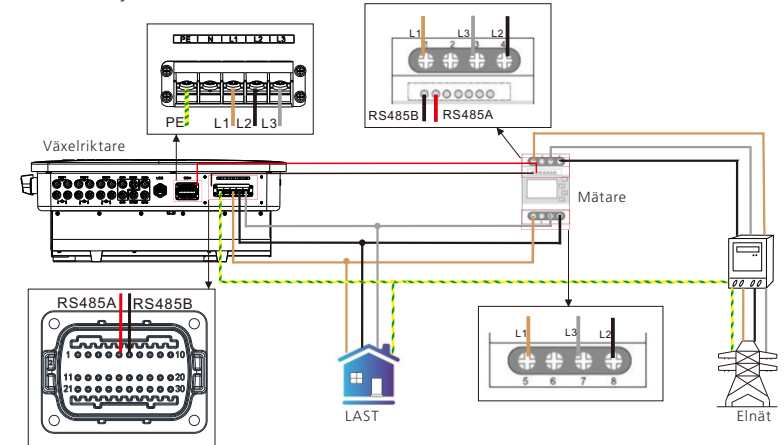 PE N L1 L2 L3
PE L1 L2 L3
L1 L3 L2
1 2 3 4
RS485B RS485A
Växelriktare
COM
Mätare
RS485A RS485B
1 10
11 20
21 30
LAST
L1 L3 L2
5 6 7 8
Elnät